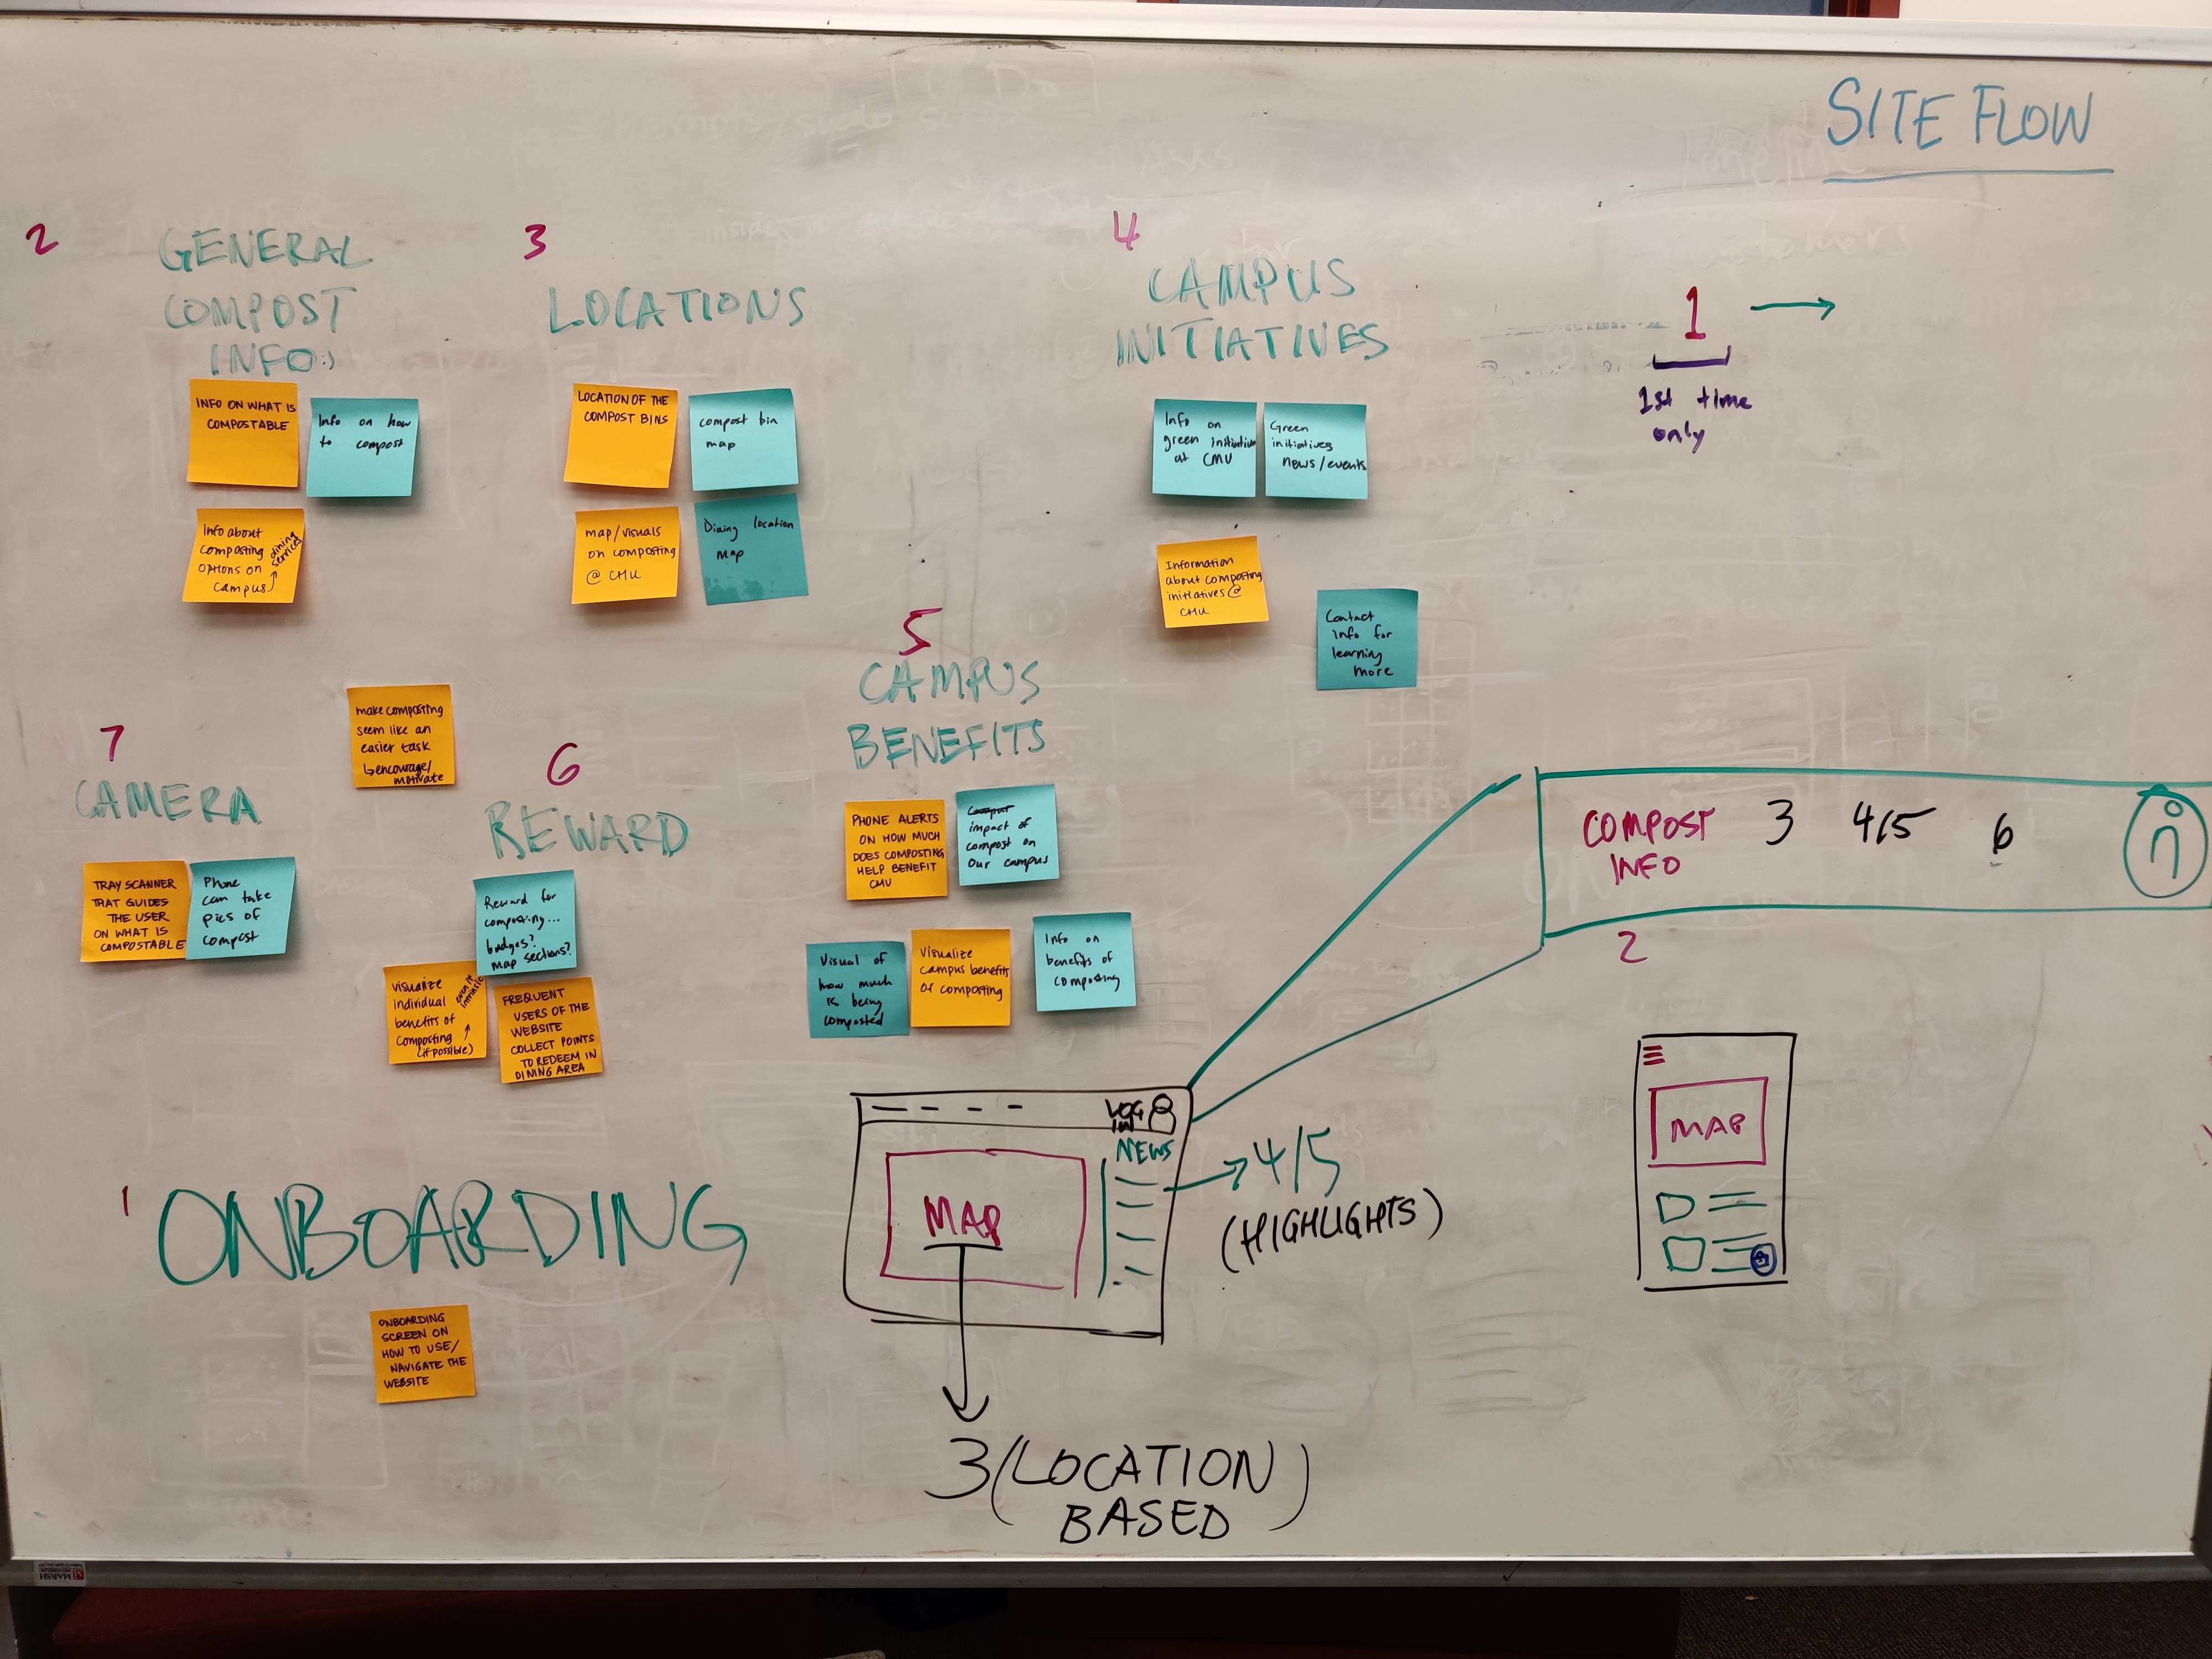 SITE FLOW
2
GENERAL
COMPOST
INFO:)
INFO ON WHAT IS
COMPOSTABLE
Info on how
to compost
Info about
composting
options on
campus
dining
services
3
LOCATIONS
LOCATION OF THE
COMPOST BINS
compost bin
map
map/visuals
on composting
@ CMU
Dining location
map
4
CAMPUS
INITIATIVES
Info on
green initiative
at CMU
Green
initiatives
news/events
Information
about composting
initiatives @
CMU
Contact
info for
learning
more
1
1st time
only
make composting
seem like an
easier task
↳encourage/
motivate
7
CAMERA
TRAY SCANNER
THAT GUIDES
THE USER
ON WHAT IS
COMPOSTABLE
Phone
can take
pics of
compost
6
REWARD
Reward for
composting...
badges?
map sections?
visualize
individual
benefits of
composting
(if possible)
even if
intrinsic
FREQUENT
USERS OF THE
WEBSITE
COLLECT POINTS
TO REDEEM IN
DINING AREA
5
CAMPUS
BENEFITS
PHONE ALERTS
ON HOW MUCH
DOES COMPOSTING
HELP BENEFIT
CMU
impact of
compost on
our campus
Visual of
how much
is being
composted
Visualize
campus benefits
of composting
Info on
benefits of
composting
COMPOST
INFO
3
4/5
6
2
1
ONBOARDING
ONBOARDING
SCREEN ON
HOW TO USE/
NAVIGATE THE
WEBSITE
LOG
IN
NEWS
MAP
4/5
(HIGHLIGHTS)
3 (LOCATION
BASED)
MAP
MARSH